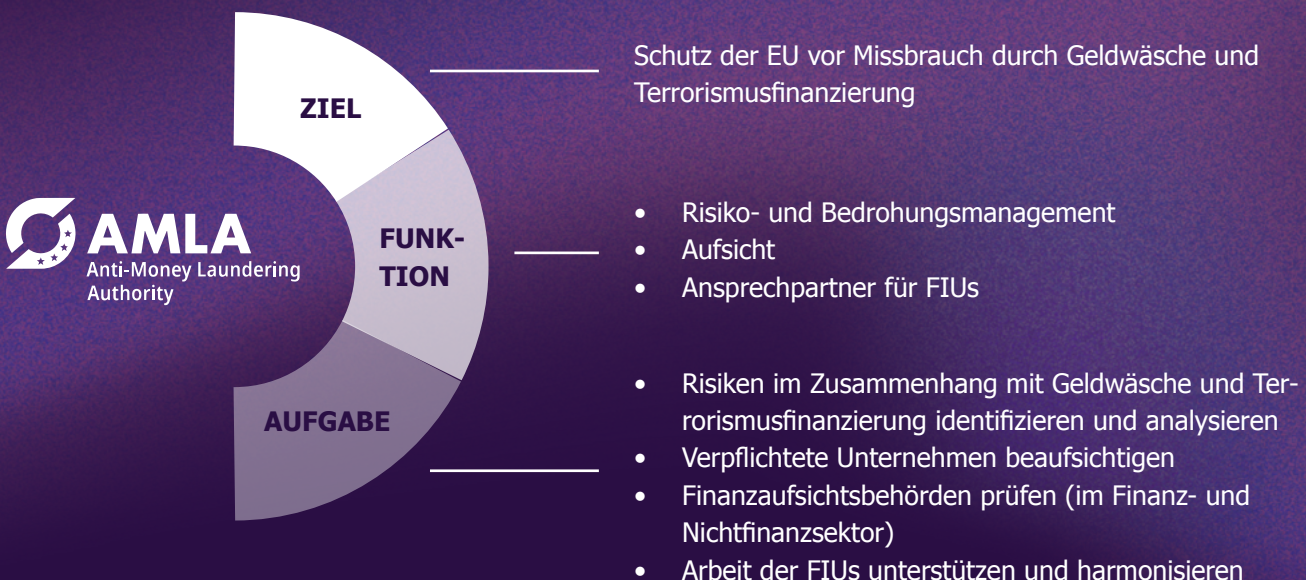 AMLA
Anti-Money Laundering
Authority
ZIEL
Schutz der EU vor Missbrauch durch Geldwäsche und
Terrorismusfinanzierung
FUNK-
TION
• Risiko- und Bedrohungsmanagement
• Aufsicht
• Ansprechpartner für FIUs
AUFGABE
• Risiken im Zusammenhang mit Geldwäsche und Ter-
rorismusfinanzierung identifizieren und analysieren
• Verpflichtete Unternehmen beaufsichtigen
• Finanzaufsichtsbehörden prüfen (im Finanz- und
Nichtfinanzsektor)
• Arbeit der FIUs unterstützen und harmonisieren